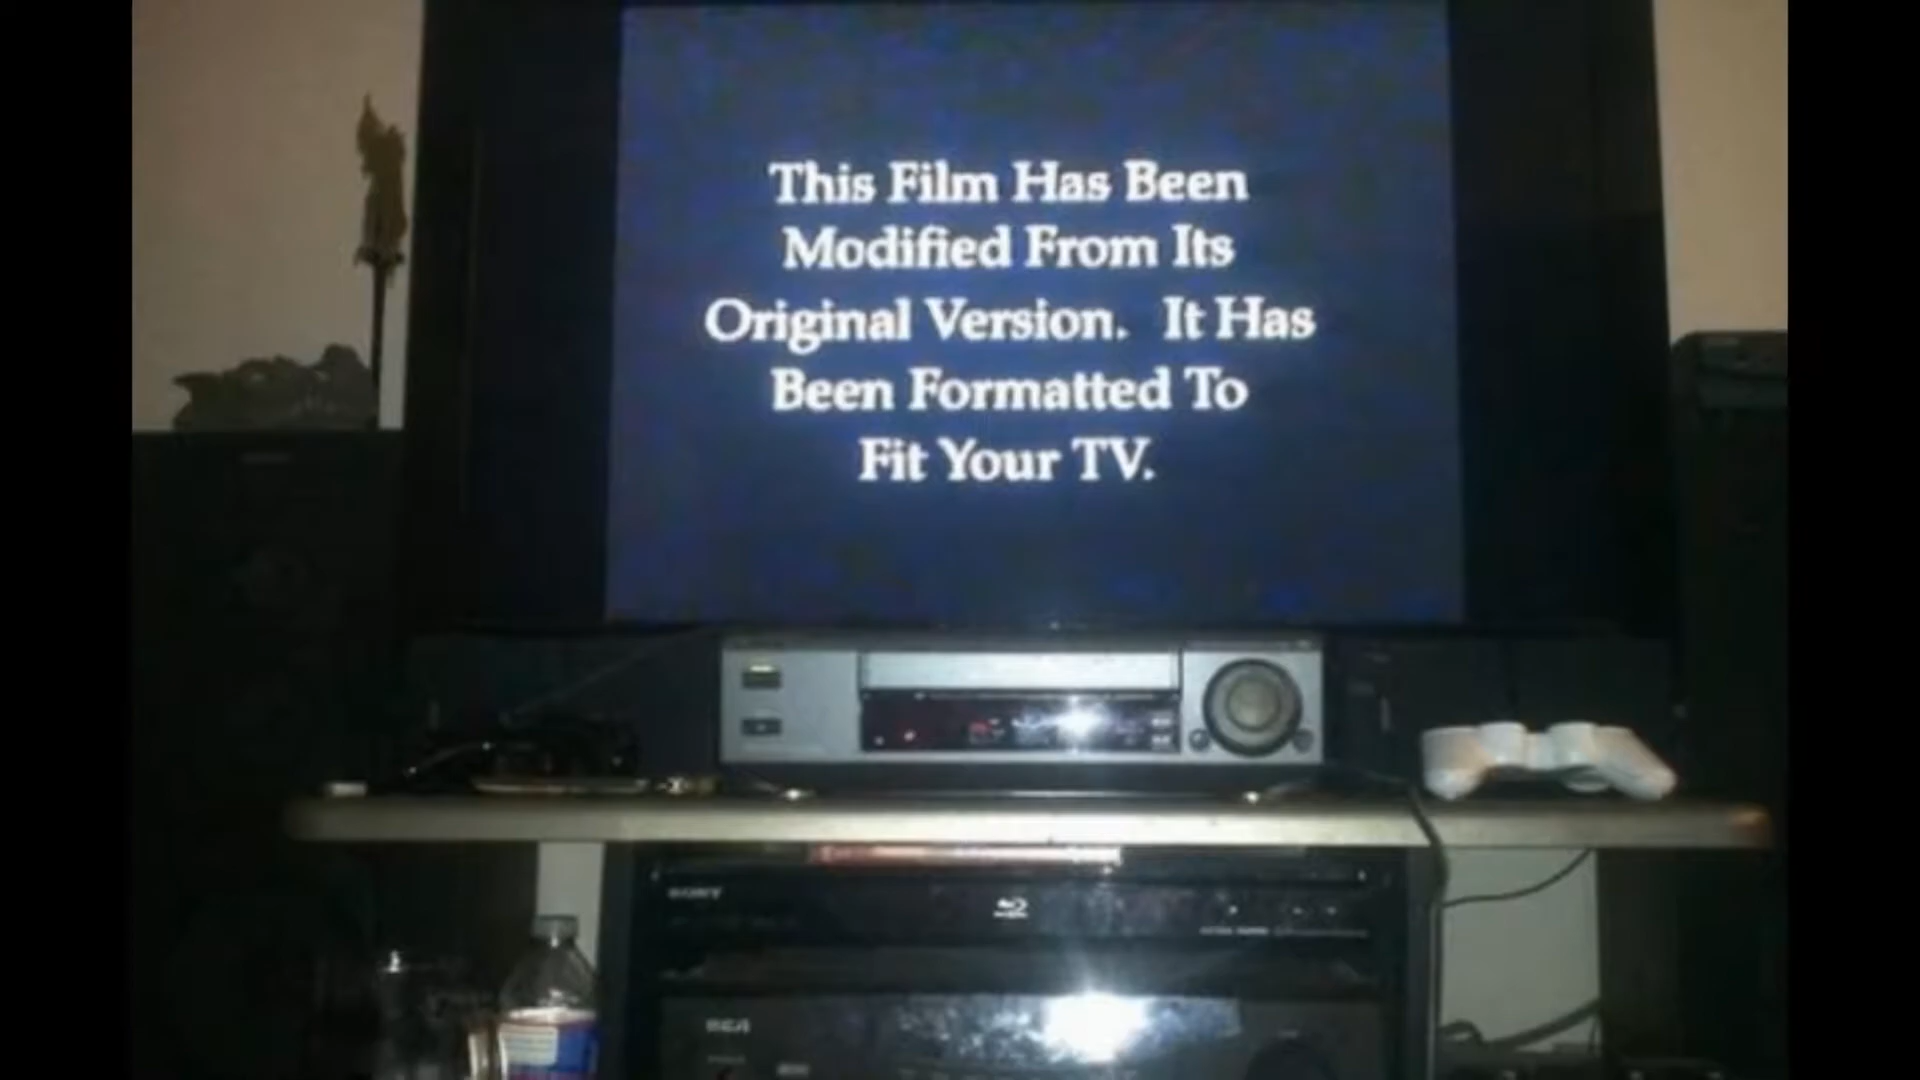 This Film Has Been
Modified From Its
Original Version. It Has
Been Formatted To
Fit Your TV.
SONY
RCA